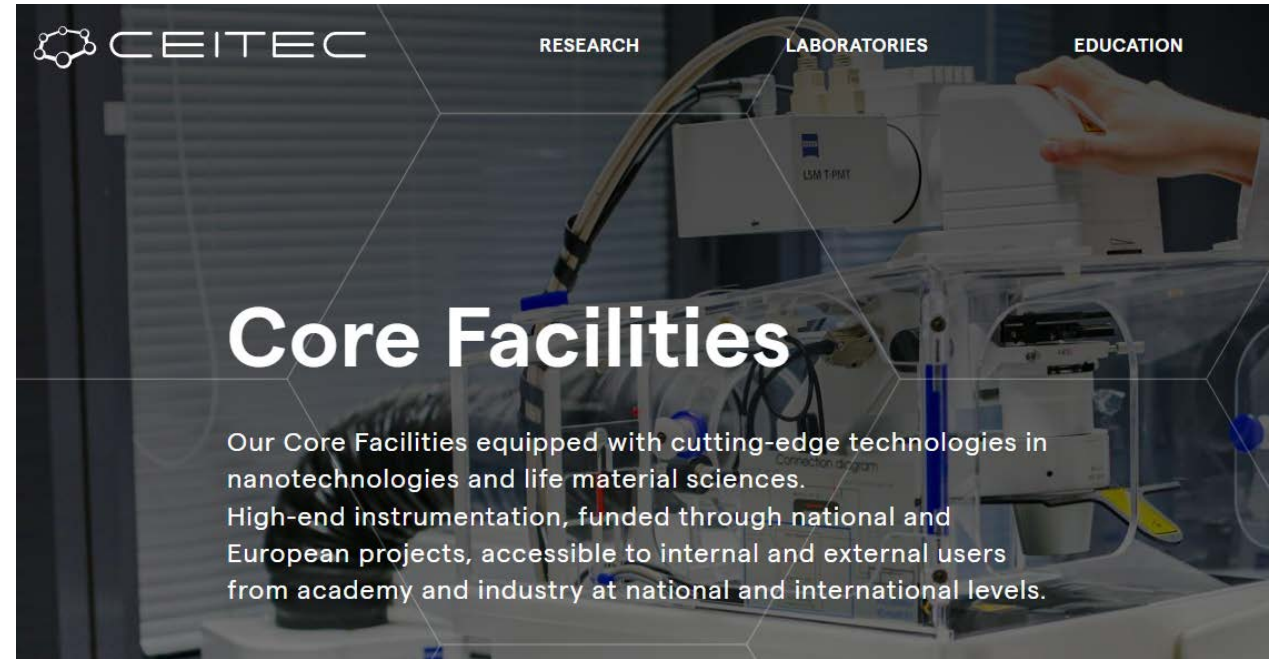 CEITEC
RESEARCH
LABORATORIES
EDUCATION
LSM T-PMT
Core Facilities
Our Core Facilities equipped with cutting-edge technologies in
nanotechnologies and life material sciences.
Connection diagram
High-end instrumentation, funded through national and
European projects, accessible to internal and external users
from academy and industry at national and international levels.